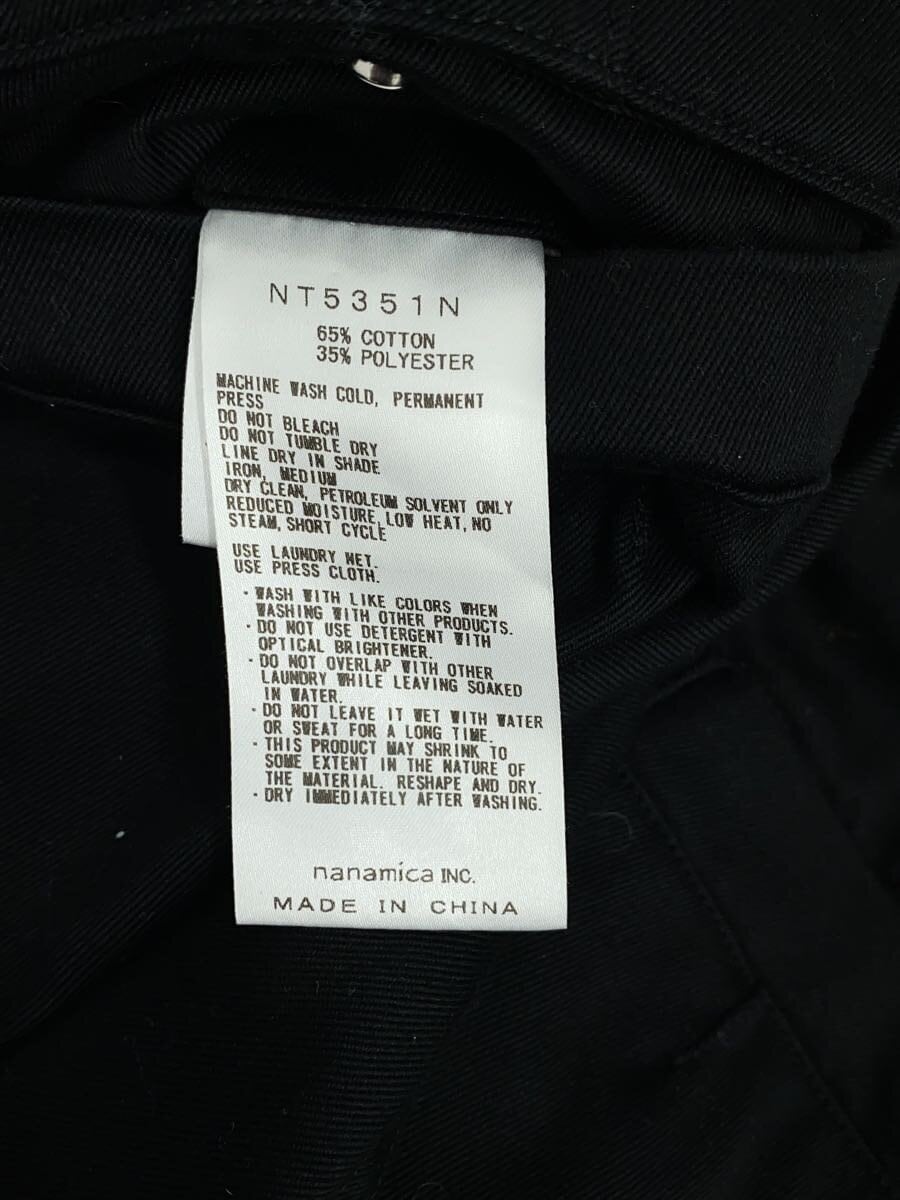 NT5351N
65% COTTON
35% POLYESTER
MACHINE WASH COLD, PERMANENT
PRESS
DO NOT BLEACH
DO NOT TUMBLE DRY
LINE DRY IN SHADE
IRON, MEDIUM
DRY CLEAN, PETROLEUM SOLVENT ONLY
REDUCED MOISTURE, LOW HEAT, NO
STEAM, SHORT CYCLE
USE LAUNDRY NET.
USE PRESS CLOTH.
・WASH WITH LIKE COLORS WHEN
WASHING WITH OTHER PRODUCTS.
・DO NOT USE DETERGENT WITH
OPTICAL BRIGHTENER.
・DO NOT OVERLAP WITH OTHER
LAUNDRY WHILE LEAVING SOAKED
IN WATER.
・DO NOT LEAVE IT WET WITH WATER
OR SWEAT FOR A LONG TIME.
・THIS PRODUCT MAY SHRINK TO
SOME EXTENT IN THE NATURE OF
THE MATERIAL. RESHAPE AND DRY.
・DRY IMMEDIATELY AFTER WASHING.
nanamica INC.
MADE IN CHINA